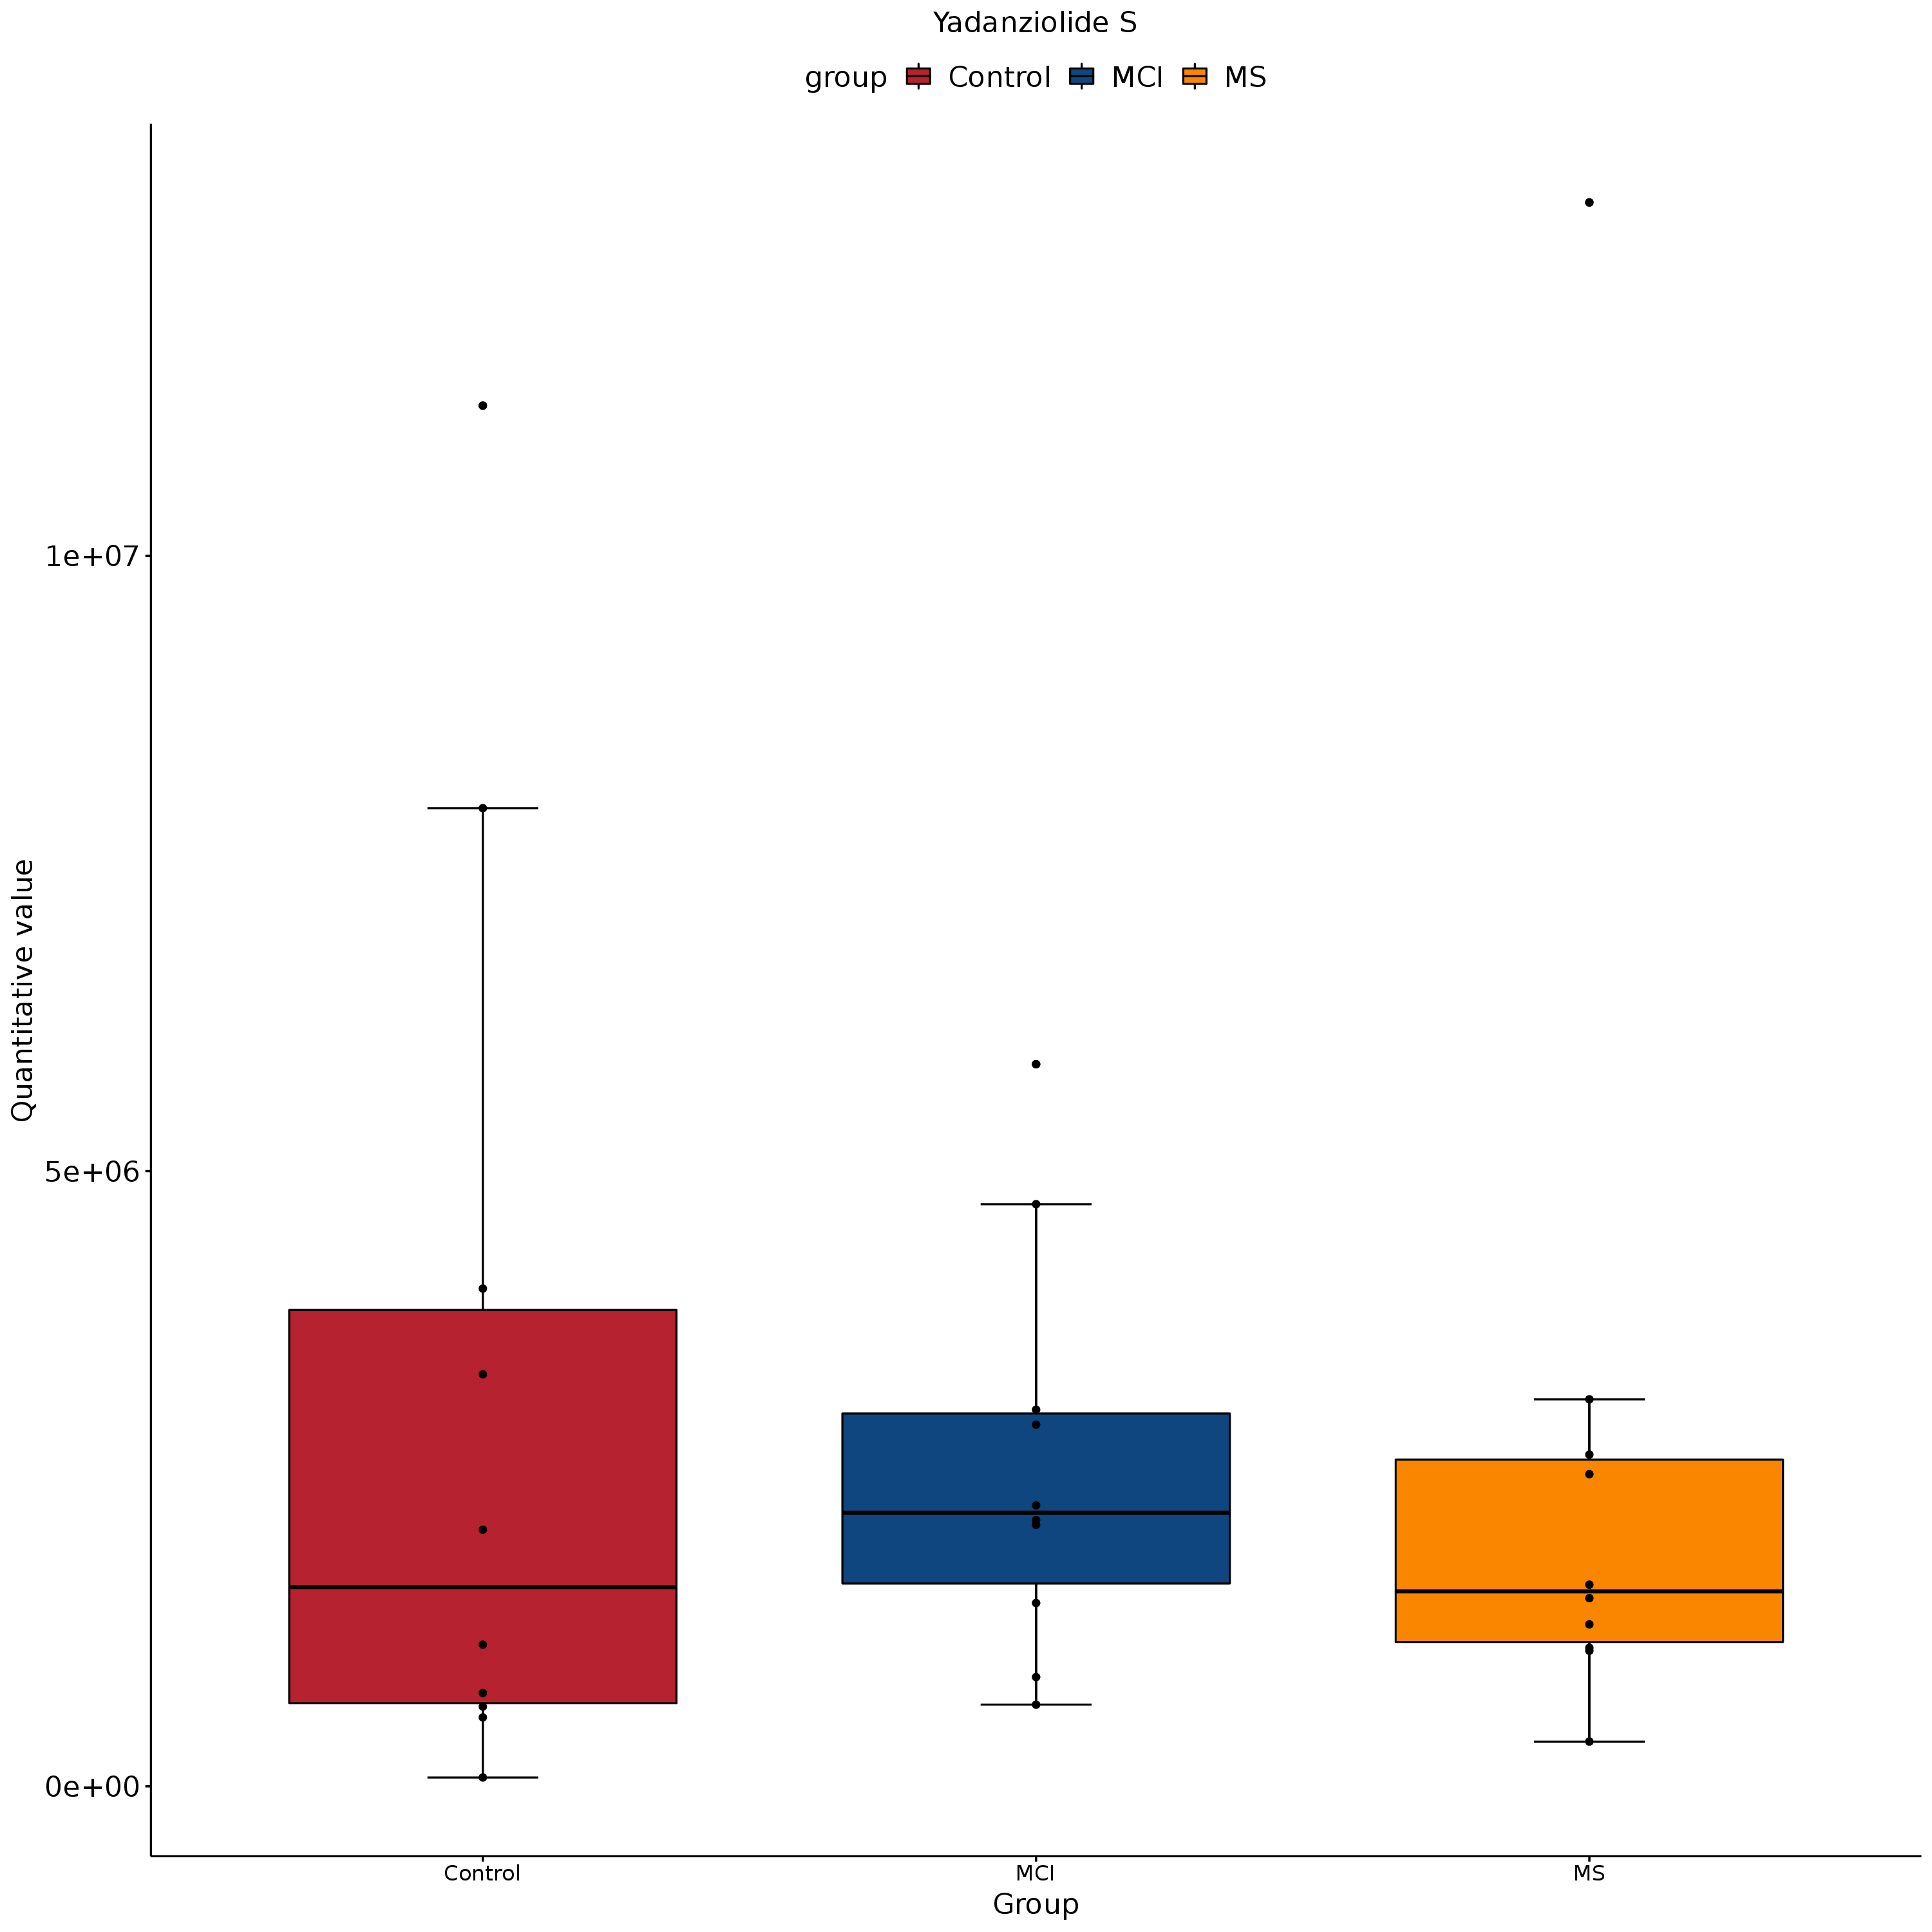 Yadanziolide S
group Control MCI MS
Quantitative value
1e+07
5e+06
0e+00
Control MCI MS
Group